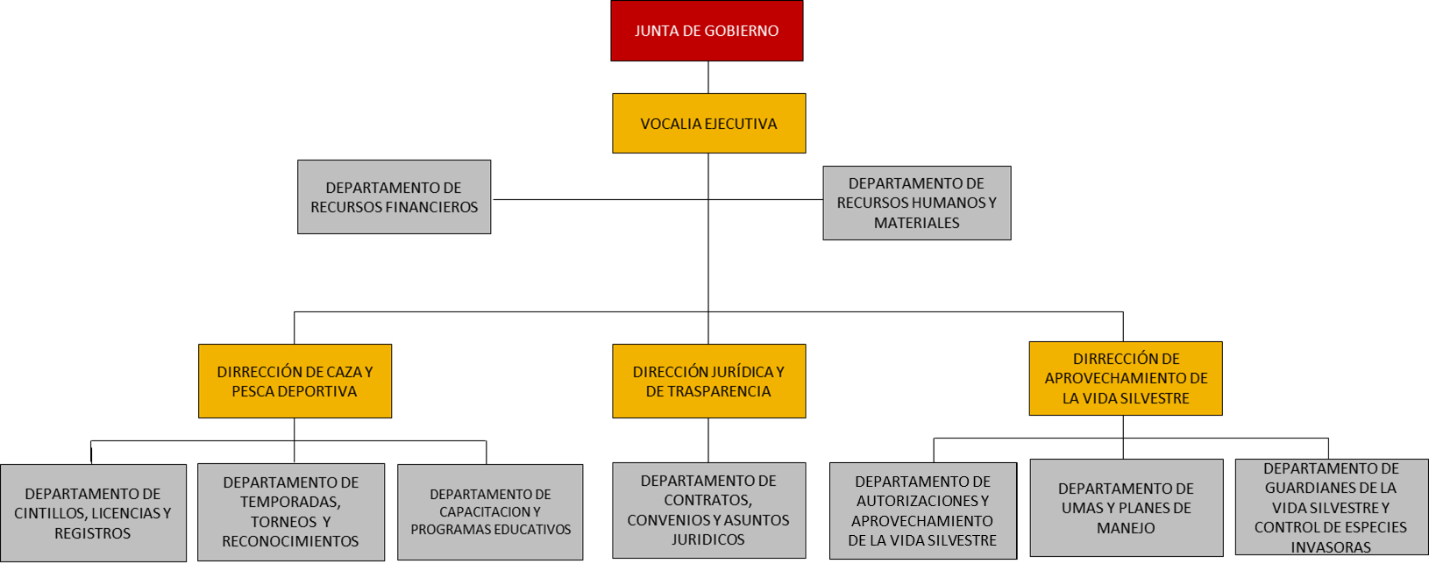 JUNTA DE GOBIERNO
VOCALIA EJECUTIVA
DEPARTAMENTO DE
RECURSOS FINANCIEROS
DEPARTAMENTO DE
RECURSOS HUMANOS Y
MATERIALES
DIRRECCIÓN DE CAZA Y
PESCA DEPORTIVA
DIRECCIÓN JURÍDICA Y
DE TRASPARENCIA
DIRRECCIÓN DE
APROVECHAMIENTO DE
LA VIDA SILVESTRE
DEPARTAMENTO DE
CINTILLOS, LICENCIAS Y
REGISTROS
DEPARTAMENTO DE
TEMPORADAS,
TORNEOS Y
RECONOCIMIENTOS
DEPARTAMENTO DE
CAPACITACION Y
PROGRAMAS EDUCATIVOS
DEPARTAMENTO DE
CONTRATOS,
CONVENIOS Y ASUNTOS
JURIDICOS
DEPARTAMENTO DE
AUTORIZACIONES Y
APROVECHAMIENTO
DE LA VIDA SILVESTRE
DEPARTAMENTO DE
UMAS Y PLANES DE
MANEJO
DEPARTAMENTO DE
GUARDIANES DE LA
VIDA SILVESTRE Y
CONTROL DE ESPECIES
INVASORAS